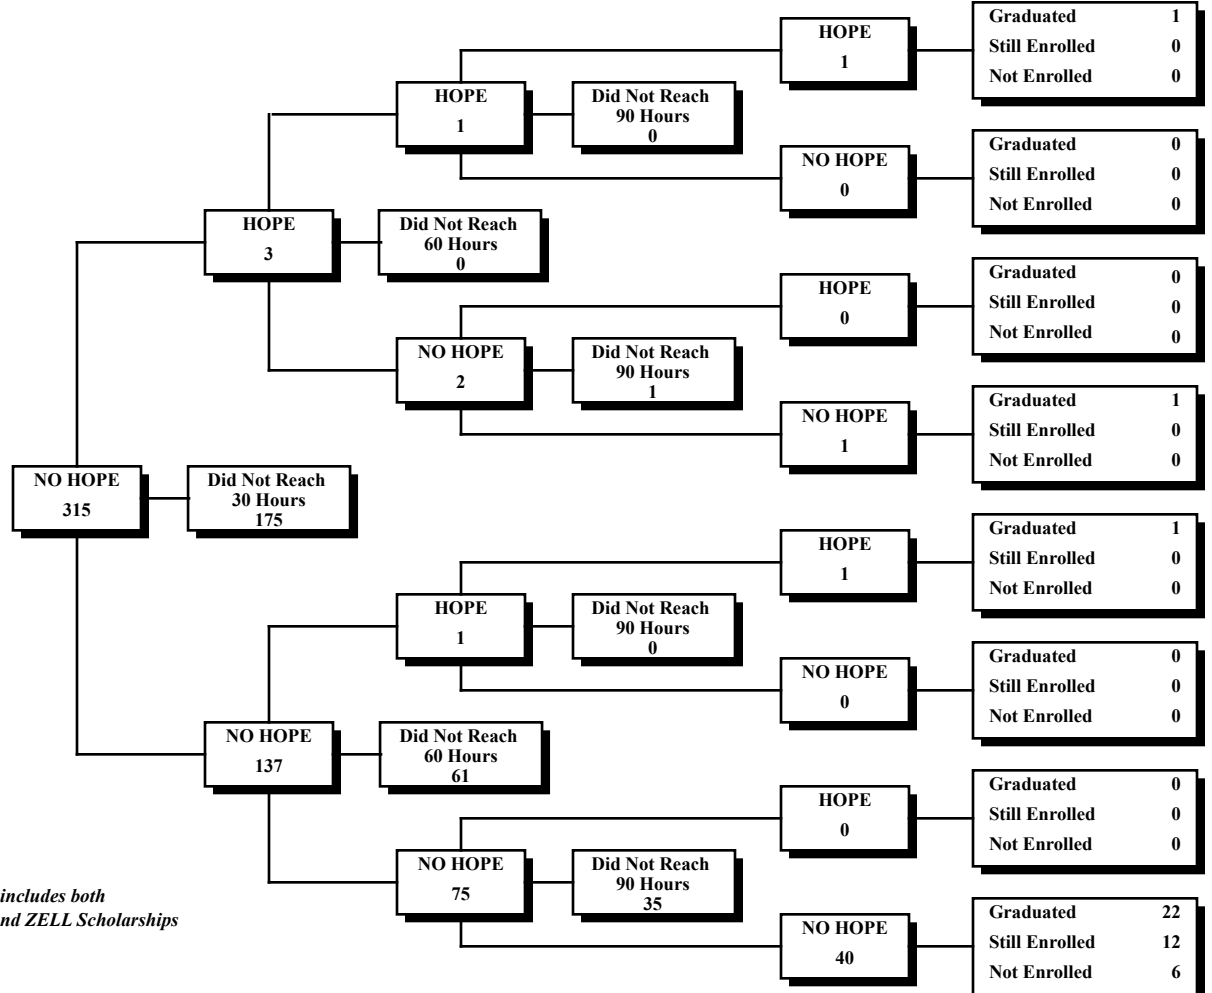 HOPE
1
Graduated 1
Still Enrolled 0
Not Enrolled 0
HOPE
1
Did Not Reach
90 Hours
0
NO HOPE
0
Graduated 0
Still Enrolled 0
Not Enrolled 0
HOPE
3
Did Not Reach
60 Hours
0
HOPE
0
Graduated 0
Still Enrolled 0
Not Enrolled 0
NO HOPE
2
Did Not Reach
90 Hours
1
NO HOPE
1
Graduated 1
Still Enrolled 0
Not Enrolled 0
NO HOPE
315
Did Not Reach
30 Hours
175
HOPE
1
Graduated 1
Still Enrolled 0
Not Enrolled 0
HOPE
1
Did Not Reach
90 Hours
0
NO HOPE
0
Graduated 0
Still Enrolled 0
Not Enrolled 0
NO HOPE
137
Did Not Reach
60 Hours
61
HOPE
0
Graduated 0
Still Enrolled 0
Not Enrolled 0
NO HOPE
75
Did Not Reach
90 Hours
35
NO HOPE
40
Graduated 22
Still Enrolled 12
Not Enrolled 6
includes both
nd ZELL Scholarships